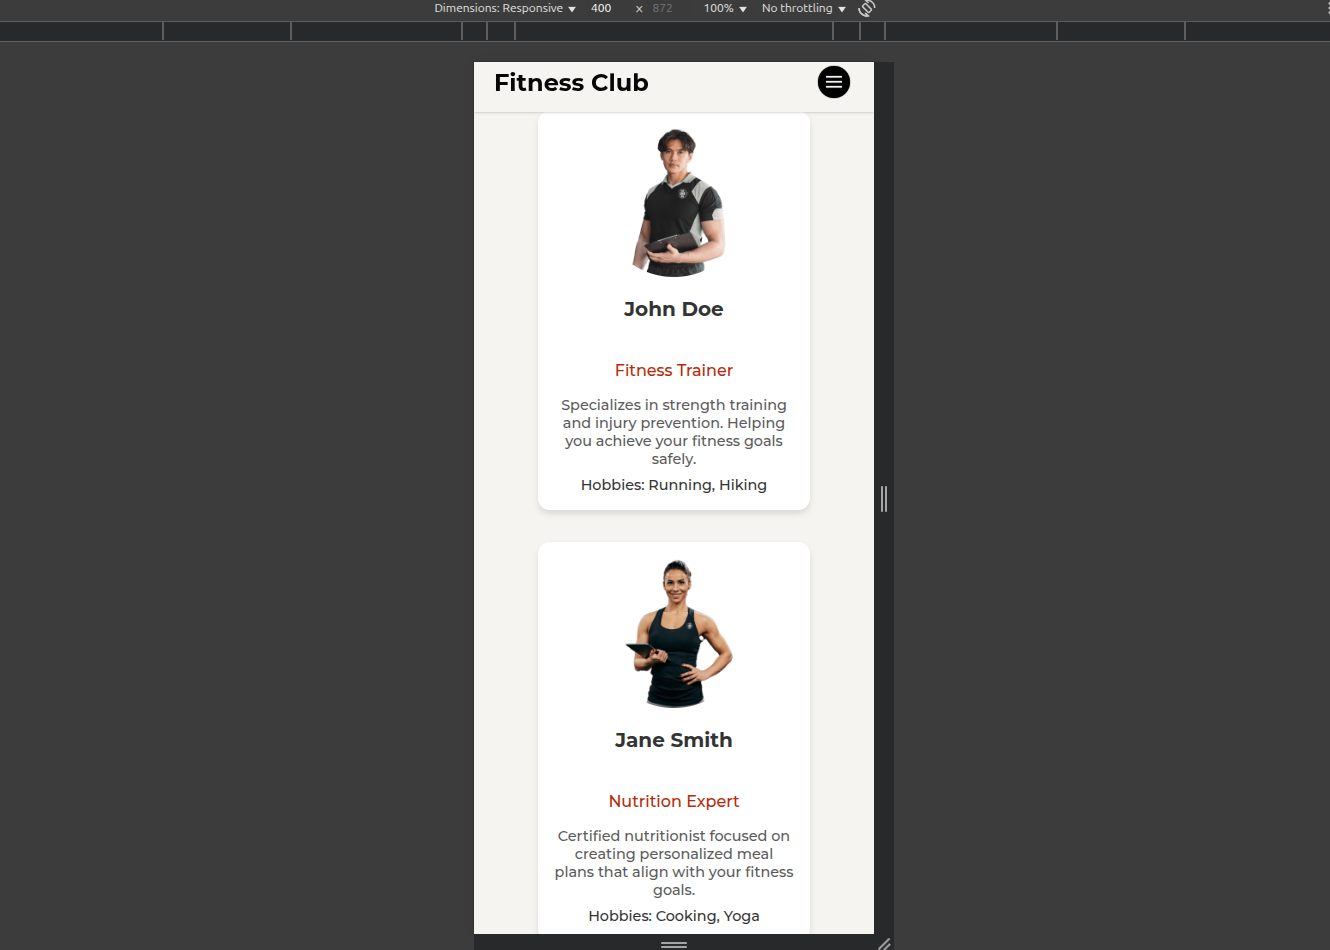 Dimensions: Responsive 400 x 872 100% No throttling
Fitness Club
John Doe
Fitness Trainer
Specializes in strength training
and injury prevention. Helping
you achieve your fitness goals
safely.
Hobbies: Running, Hiking
Jane Smith
Nutrition Expert
Certified nutritionist focused on
creating personalized meal
plans that align with your fitness
goals.
Hobbies: Cooking, Yoga